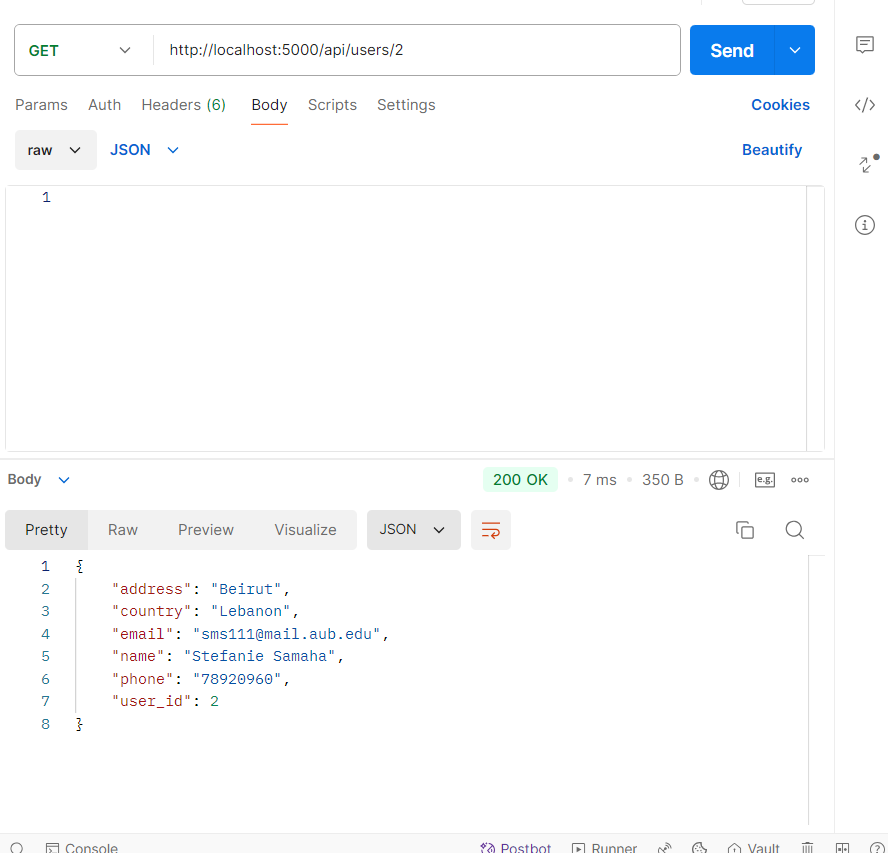 GET http://localhost:5000/api/users/2 Send
Params Auth Headers (6) Body Scripts Settings Cookies
raw JSON Beautify
1
Body 200 OK 7 ms 350 B e.g.
Pretty Raw Preview Visualize JSON
1 {
2 "address": "Beirut",
3 "country": "Lebanon",
4 "email": "sms111@mail.aub.edu",
5 "name": "Stefanie Samaha",
6 "phone": "78920960",
7 "user_id": 2
8 }
Console Postbot Runner Vault